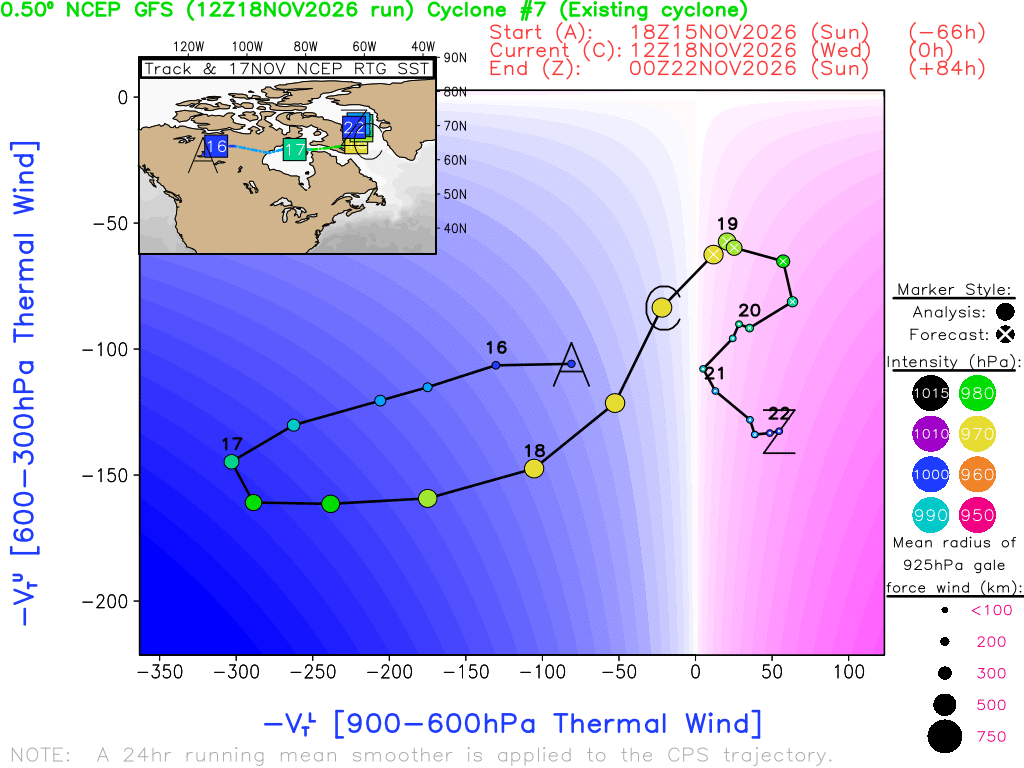 0.50° NCEP GFS (12Z18NOV2026 run) Cyclone #7 (Existing cyclone)
Start (A): 18Z15NOV2026 (Sun) (−66h)
Current (C): 12Z18NOV2026 (Wed) (0h)
End (Z): 00Z22NOV2026 (Sun) (+84h)
120W 100W 80W 60W 40W
Track & 17NOV NCEP RTG SST
90N
80N
70N
60N
50N
40N
A 16 17 22 C
0
−50
−100
−150
−200
−V_T^U [600−300hPa Thermal Wind]
19
C
20
16
A
21
22
Z
17
18
−350 −300 −250 −200 −150 −100 −50 0 50 100
−V_T^L [900−600hPa Thermal Wind]
Marker Style:
Analysis:
Forecast:
Intensity (hPa):
1015 980
1010 970
1000 960
990 950
Mean radius of
925hPa gale
force wind (km):
<100
200
300
500
750
NOTE: A 24hr running mean smoother is applied to the CPS trajectory.